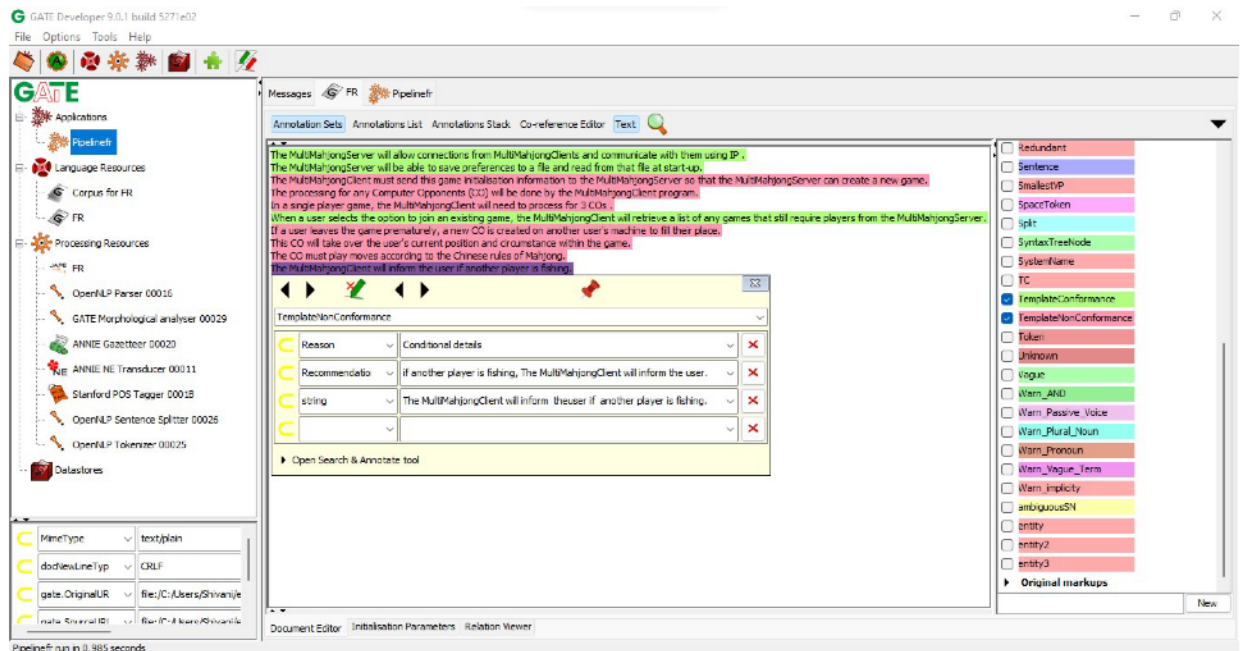 GATE Developer 9.0.1 build 5271e02
File Options Tools Help
GATE
Applications
Pipelinefr
Language Resources
Corpus for FR
FR
Processing Resources
FR
OpenNLP Parser 00016
GATE Morphological analyser 00029
ANNIE Gazetteer 00020
ANNIE NE Transducer 00011
Stanford POS Tagger 0001B
OpenNLP Sentence Splitter 00026
OpenNLP Tokenizer 00025
Datastores
MimeType text/plain
docNewLineTyp CRLF
gate.OriginalUR file:/C:/Users/Shivani/e
gate.SourceURL file:/C:/Users/Shivani/e
Pipelinefr run in 0.985 seconds
Messages FR Pipelinefr
Annotation Sets Annotations List Annotations Stack Co-reference Editor Text
The MultiMahjongServer will allow connections from MultiMahjongClients and communicate with them using IP .
The MultiMahjongServer will be able to save preferences to a file and read from that file at start-up.
The MultiMahjongClient must send this game initialisation information to the MultiMahjongServer so that the MultiMahjongServer can create a new game.
The processing for any Computer Opponents (CO) will be done by the MultiMahjongClient program.
In a single player game, the MultiMahjongClient will need to process for 3 COs .
When a user selects the option to join an existing game, the MultiMahjongClient will retrieve a list of any games that still require players from the MultiMahjongServer.
If a user leaves the game prematurely, a new CO is created on another user's machine to fill their place.
This CO will take over the user's current position and circumstance within the game.
The CO must play moves according to the Chinese rules of Mahjong.
The MultiMahjongClient will inform the user if another player is fishing.
TemplateNonConformance
Reason Conditional details
Recommendatio if another player is fishing, The MultiMahjongClient will inform the user.
string The MultiMahjongClient will inform theuser if another player is fishing.
Open Search & Annotate tool
Document Editor Initialisation Parameters Relation Viewer
Redundant
Sentence
SmallestVP
SpaceToken
Split
SyntaxTreeNode
SystemName
TC
TemplateConformance
TemplateNonConformance
Token
Unknown
Vague
Warn_AND
Warn_Passive_Voice
Warn_Plural_Noun
Warn_Pronoun
Warn_Vague_Term
Warn_implicity
ambiguousSN
entity
entity2
entity3
Original markups
New